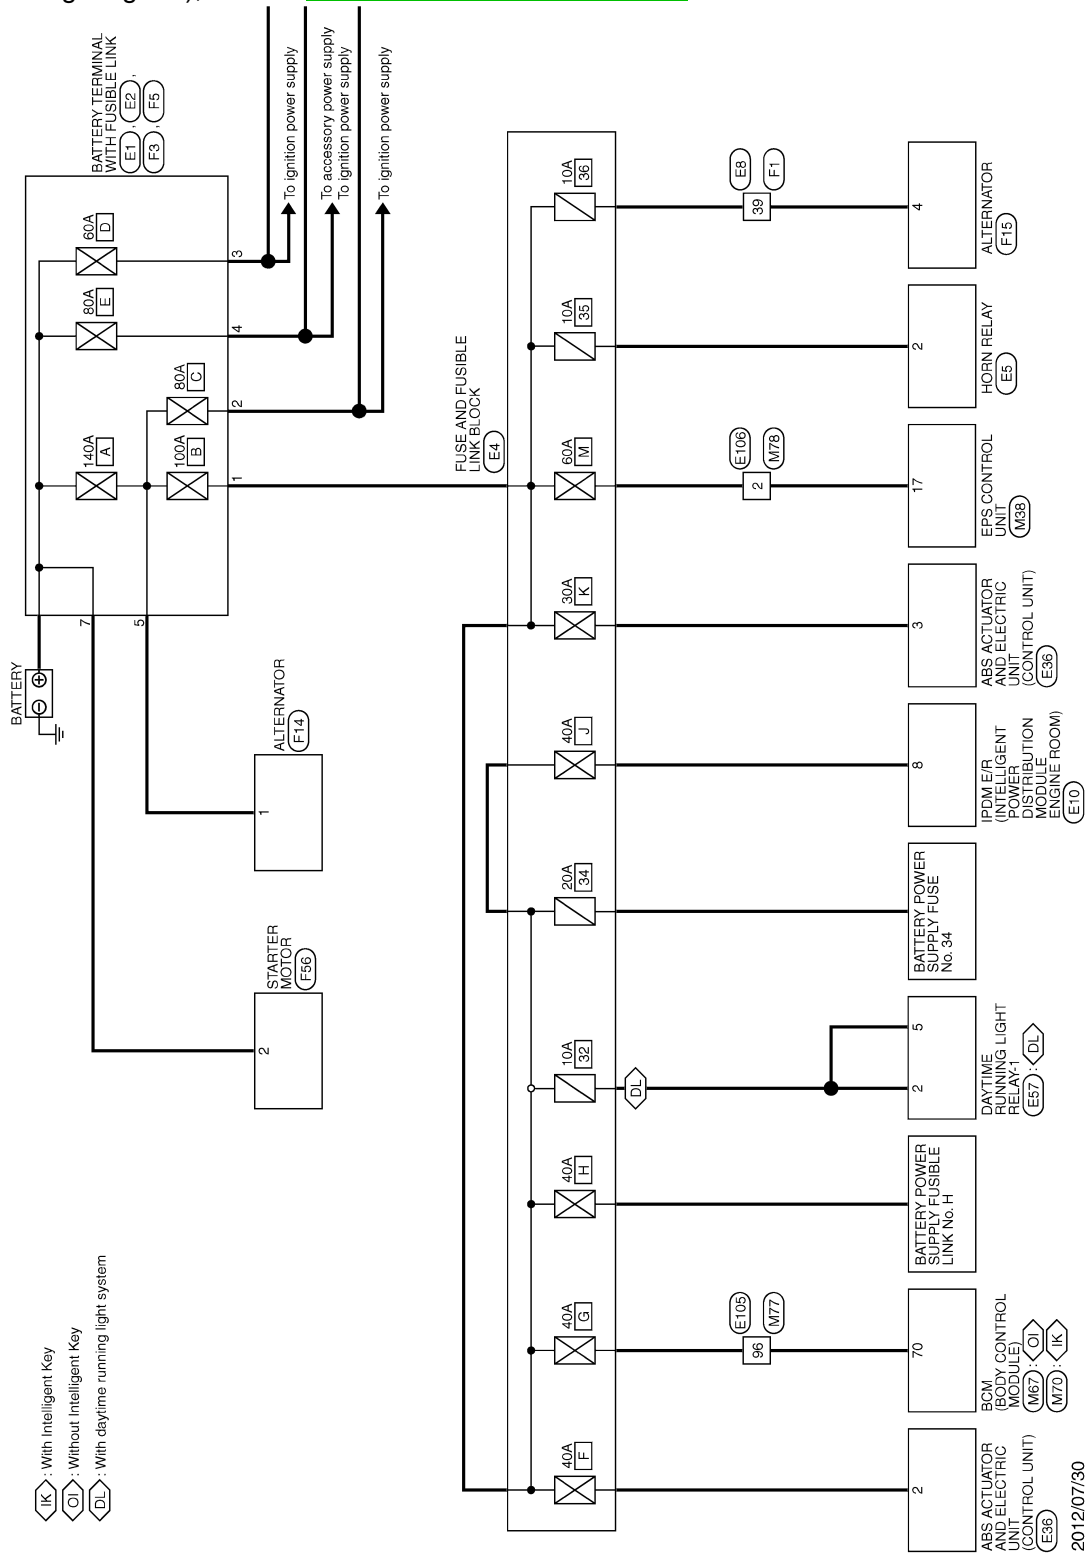 IK : With Intelligent Key
OI : Without Intelligent Key
DL : With daytime running light system
BATTERY
BATTERY TERMINAL
WITH FUSIBLE LINK
E1 , E2 ,
F3 , F5
140A
A
100A
B
80A
C
80A
E
60A
D
7
5
1
2
4
3
To ignition power supply
To accessory power supply
To ignition power supply
To ignition power supply
STARTER
MOTOR
F56
2
ALTERNATOR
F14
1
FUSE AND FUSIBLE
LINK BLOCK
E4
40A
F
40A
G
40A
H
10A
32
20A
34
40A
J
30A
K
60A
M
10A
35
10A
36
DL
96
E105
M77
2
E106
M78
39
E8
F1
2
ABS ACTUATOR
AND ELECTRIC
UNIT
(CONTROL UNIT)
E36
70
BCM
(BODY CONTROL
MODULE)
M67 : OI
M70 : IK
BATTERY POWER
SUPPLY FUSIBLE
LINK No. H
2
5
DAYTIME
RUNNING LIGHT
RELAY-1
E57 : DL
BATTERY POWER
SUPPLY FUSE
No. 34
8
IPDM E/R
(INTELLIGENT
POWER
DISTRIBUTION
MODULE
ENGINE ROOM)
E10
3
ABS ACTUATOR
AND ELECTRIC
UNIT
(CONTROL UNIT)
E36
17
EPS CONTROL
UNIT
M38
2
HORN RELAY
E5
4
ALTERNATOR
F15
2012/07/30